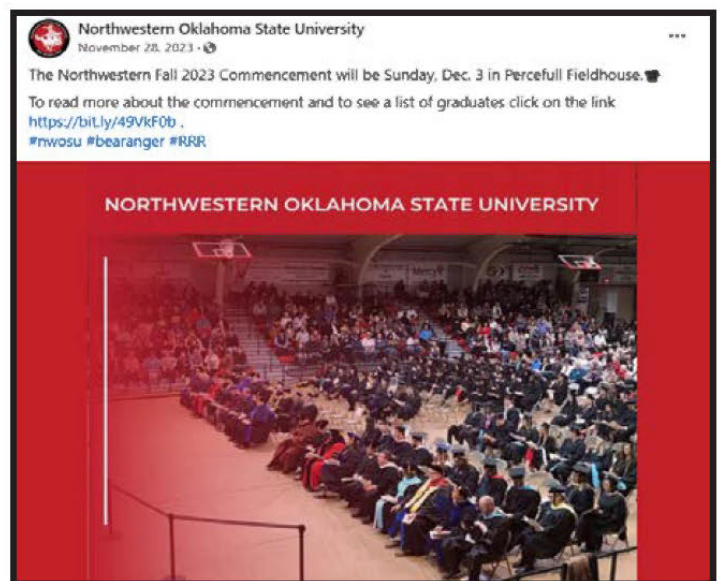 Northwestern Oklahoma State University
November 28, 2023 ·
The Northwestern Fall 2023 Commencement will be Sunday, Dec. 3 in Percefull Fieldhouse.
To read more about the commencement and to see a list of graduates click on the link
https://bit.ly/49VkF0b .
#nwosu #bearanger #RRR
NORTHWESTERN OKLAHOMA STATE UNIVERSITY
Mercy